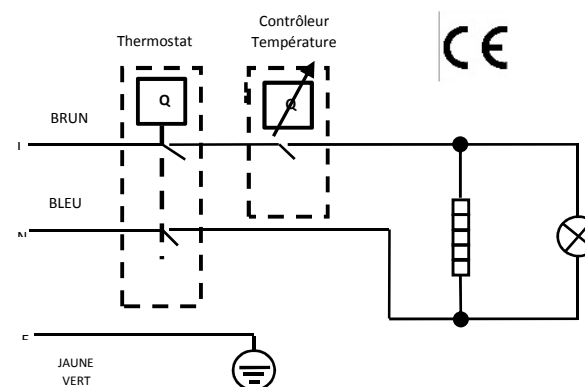 Contrôleur
Température
Thermostat
CE
Q
Q
BRUN
BLEU
JAUNE
VERT